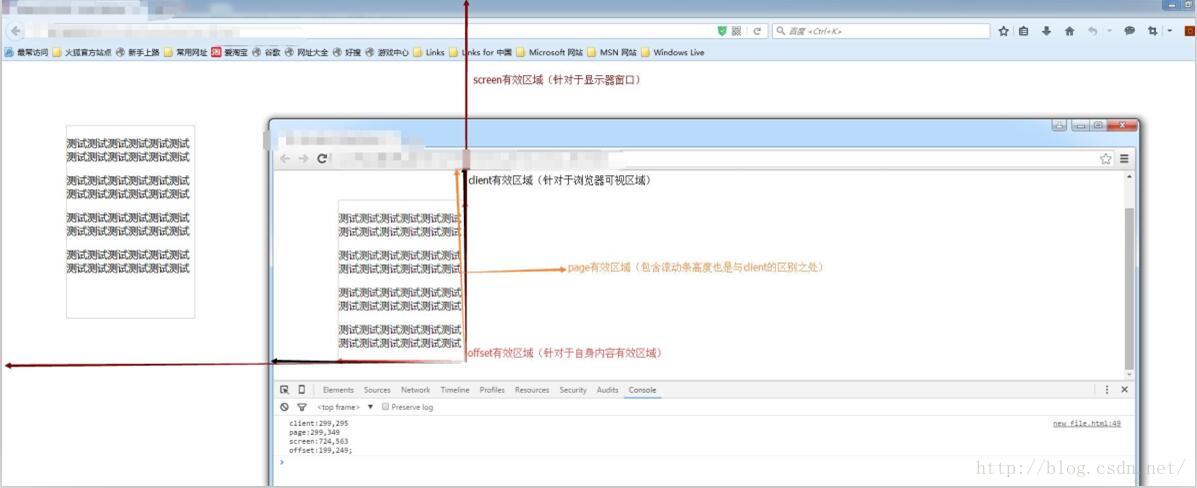 百度 <Ctrl+K>
最常访问 火狐官方站点 新手上路 常用网址 爱淘宝 谷歌 网址大全 好搜 游戏中心 Links Links for 中国 Microsoft 网站 MSN 网站 Windows Live
screen有效区域（针对于显示器窗口）
测试测试测试测试测试测试
测试测试测试测试测试测试
测试测试测试测试测试测试
测试测试测试测试测试测试
测试测试测试测试测试测试
测试测试测试测试测试测试
测试测试测试测试测试测试
测试测试测试测试测试测试
client有效区域（针对于浏览器可视区域）
测试测试测试测试测试测试
测试测试测试测试测试测试
测试测试测试测试测试测试
测试测试测试测试测试测试
page有效区域（包含滚动条高度也是与client的区别之处）
测试测试测试测试测试测试
测试测试测试测试测试测试
测试测试测试测试测试测试
测试测试测试测试测试测试
offset有效区域（针对于自身内容有效区域）
Elements Sources Network Timeline Profiles Resources Security Audits Console
<top frame> ▼ Preserve log
client:299,295 new file.html:49
page:299,349
screen:724,563
offset:199,249;
http://blog.csdn.net/